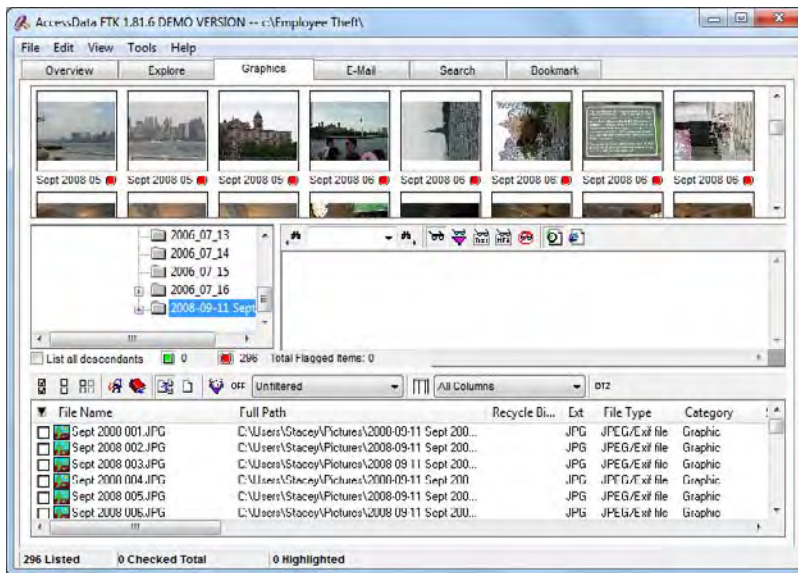 AccessData FTK 1.81.6 DEMO VERSION -- c:\Employee Theft\
File Edit View Tools Help
Overview Explore Graphics E-Mail Search Bookmark
Sept 2008 05 Sept 2008 05 Sept 2008 05 Sept 2008 06 Sept 2008 06 Sept 2008 06 Sept 2008 06 Sept 2008 06
2006_07_13
2006_07_14
2006_07_15
2006_07_16
2008-09-11 Sept
List all descendants 0 296 Total Flagged Items: 0
OFF Unfiltered All Columns DTZ
File Name Full Path Recycle Bi... Ext File Type Category
Sept 2008 001.JPG C:\Users\Stacey\Pictures\2008-09-11 Sept 200... JPG JPEG/Exif file Graphic
Sept 2008 002.JPG C:\Users\Stacey\Pictures\2008-09-11 Sept 200... JPG JPEG/Exif file Graphic
Sept 2008 003.JPG C:\Users\Stacey\Pictures\2008-09-11 Sept 200... JPG JPEG/Exif file Graphic
Sept 2008 004.JPG C:\Users\Stacey\Pictures\2008-09-11 Sept 200... JPG JPEG/Exif file Graphic
Sept 2008 005.JPG C:\Users\Stacey\Pictures\2008-09-11 Sept 200... JPG JPEG/Exif file Graphic
Sept 2008 006.JPG C:\Users\Stacey\Pictures\2008-09-11 Sept 200... JPG JPEG/Exif file Graphic
296 Listed 0 Checked Total 0 Highlighted